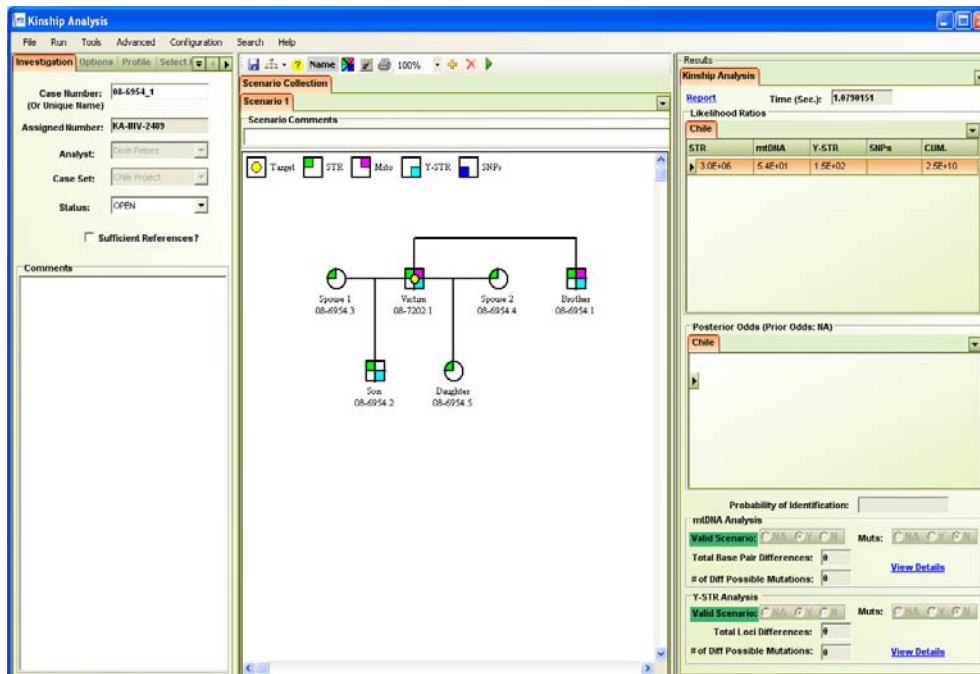 Kinship Analysis
File Run Tools Advanced Configuration Search Help
Investigation Options Profile Select
Case Number: 08-6954_1
(Or Unique Name)
Assigned Number: KA-HIV-2409
Analyst: Dixie Peters
Case Set: Chile Project
Status: OPEN
Sufficient References?
Comments
Name 100%
Scenario Collection
Scenario 1
Scenario Comments
Target STR Mito Y-STR SNPs
Spouse 1
08-6954.3
Victim
08-7202.1
Spouse 2
08-6954.4
Brother
08-6954.1
Son
08-6954.2
Daughter
08-6954.5
Results
Kinship Analysis
Report Time (Sec.): 1.0790151
Likelihood Ratios
Chile
STR mtDNA Y-STR SNPs CUM.
3.0E+06 5.4E+01 1.5E+02 2.5E+10
Posterior Odds (Prior Odds: NA)
Chile
Probability of Identification:
mtDNA Analysis
Valid Scenario: NA Y N Muts: NA Y N
Total Base Pair Differences: 0
# of Diff Possible Mutations: 0
View Details
Y-STR Analysis
Valid Scenario: NA Y N Muts: NA Y N
Total Loci Differences: 0
# of Diff Possible Mutations: 0
View Details